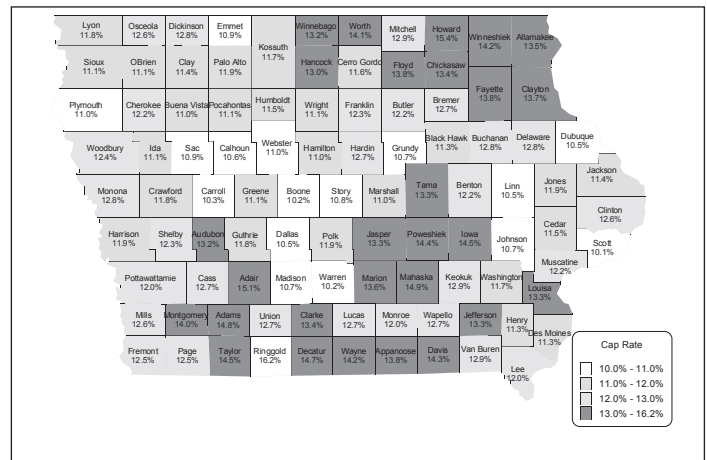 Lyon Osceola Dickinson Emmet Winnebago Worth Mitchell Howard Winneshiek Allamakee
11.8% 12.6% 12.8% 10.9% 13.2% 14.1% 12.9% 15.4% 14.2% 13.5%
Kossuth
11.7%
Sioux OBrien Clay Palo Alto Hancock Cerro Gordo Floyd Chickasaw
11.1% 11.1% 11.4% 11.9% 13.0% 11.6% 13.8% 13.4%
Fayette Clayton
13.8% 13.7%
Plymouth Cherokee Buena Vista Pocahontas Humboldt Wright Franklin Butler Bremer
11.0% 12.2% 11.0% 11.1% 11.5% 11.1% 12.3% 12.2% 12.7%
Woodbury Ida Sac Calhoun Webster Hamilton Hardin Grundy Black Hawk Buchanan Delaware Dubuque
12.4% 11.1% 10.9% 10.6% 11.0% 11.0% 12.7% 10.7% 11.3% 12.8% 12.8% 10.5%
Monona Crawford Carroll Greene Boone Story Marshall Tama Benton Linn Jones Jackson
12.8% 11.8% 10.3% 11.1% 10.2% 10.8% 11.0% 13.3% 12.2% 10.5% 11.9% 11.4%
Clinton
12.6%
Harrison Shelby Audubon Guthrie Dallas Polk Jasper Poweshiek Iowa Johnson Cedar Scott
11.9% 12.3% 13.2% 11.8% 10.5% 11.9% 13.3% 14.4% 14.5% 10.7% 11.5% 10.1%
Muscatine
12.2%
Pottawattamie Cass Adair Madison Warren Marion Mahaska Keokuk Washington Louisa
12.0% 12.7% 15.1% 10.7% 10.2% 13.6% 14.9% 12.9% 11.7% 13.3%
Mills Montgomery Adams Union Clarke Lucas Monroe Wapello Jefferson Henry Des Moines
12.6% 14.0% 14.8% 12.7% 13.4% 12.7% 12.0% 12.7% 13.3% 11.3% 11.3%
Fremont Page Taylor Ringgold Decatur Wayne Appanoose Davis Van Buren Lee
12.5% 12.5% 14.5% 16.2% 14.7% 14.2% 13.8% 14.3% 12.9% 12.0%
Cap Rate
10.0% - 11.0%
11.0% - 12.0%
12.0% - 13.0%
13.0% - 16.2%